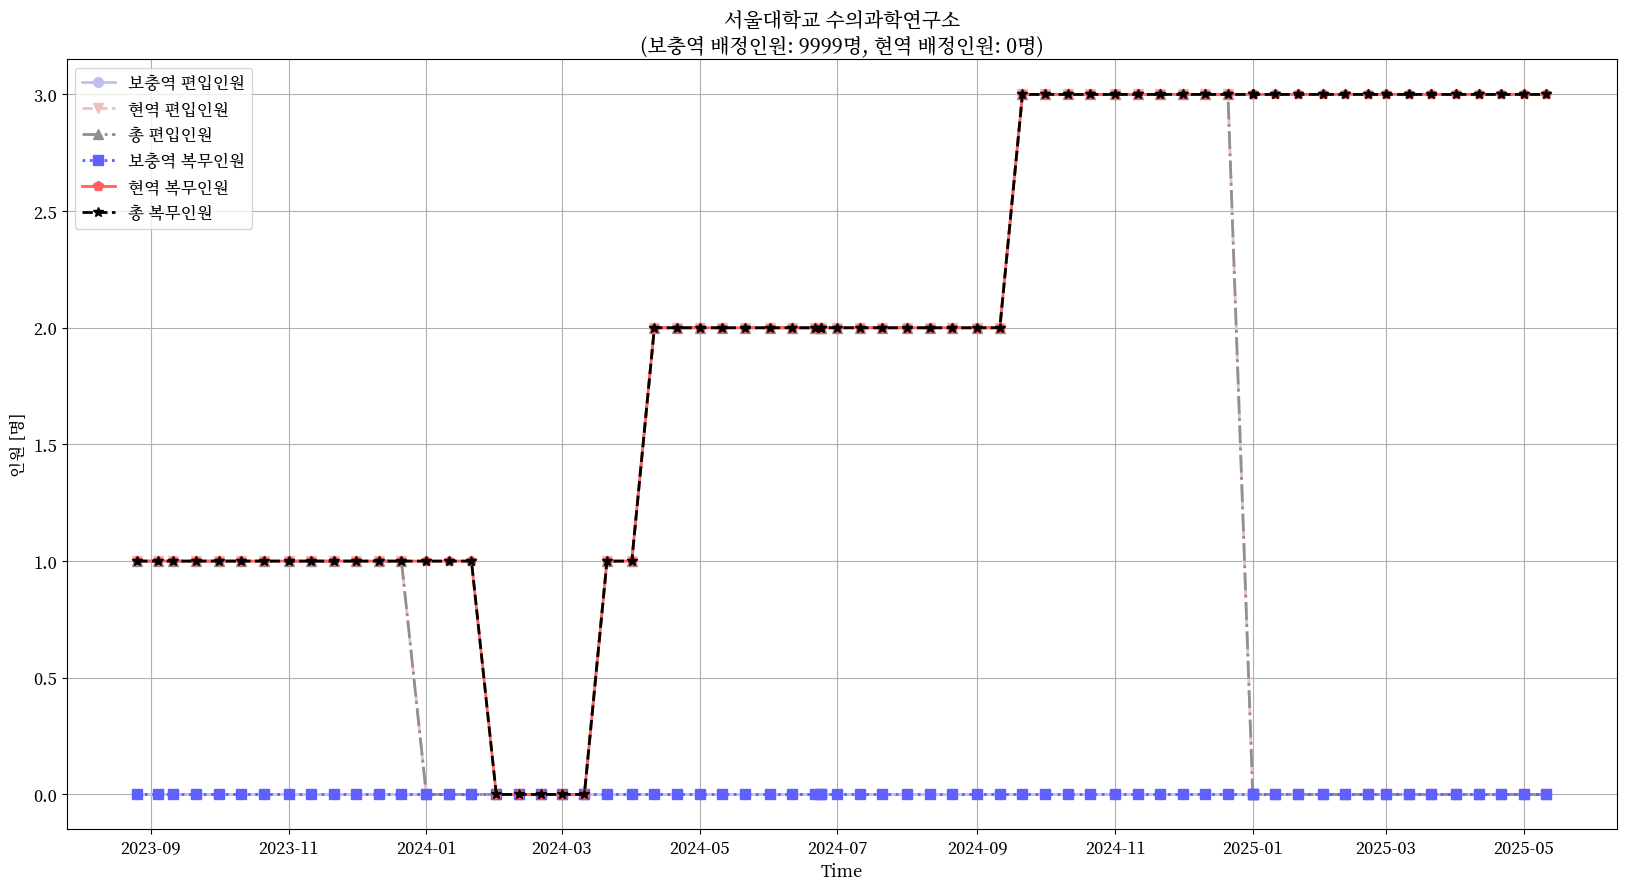 서울대학교 수의과학연구소
(보충역 배정인원: 9999명, 현역 배정인원: 0명)
보충역 편입인원
현역 편입인원
총 편입인원
보충역 복무인원
현역 복무인원
총 복무인원
인원 [명]
3.0
2.5
2.0
1.5
1.0
0.5
0.0
2023-09
2023-11
2024-01
2024-03
2024-05
2024-07
2024-09
2024-11
2025-01
2025-03
2025-05
Time